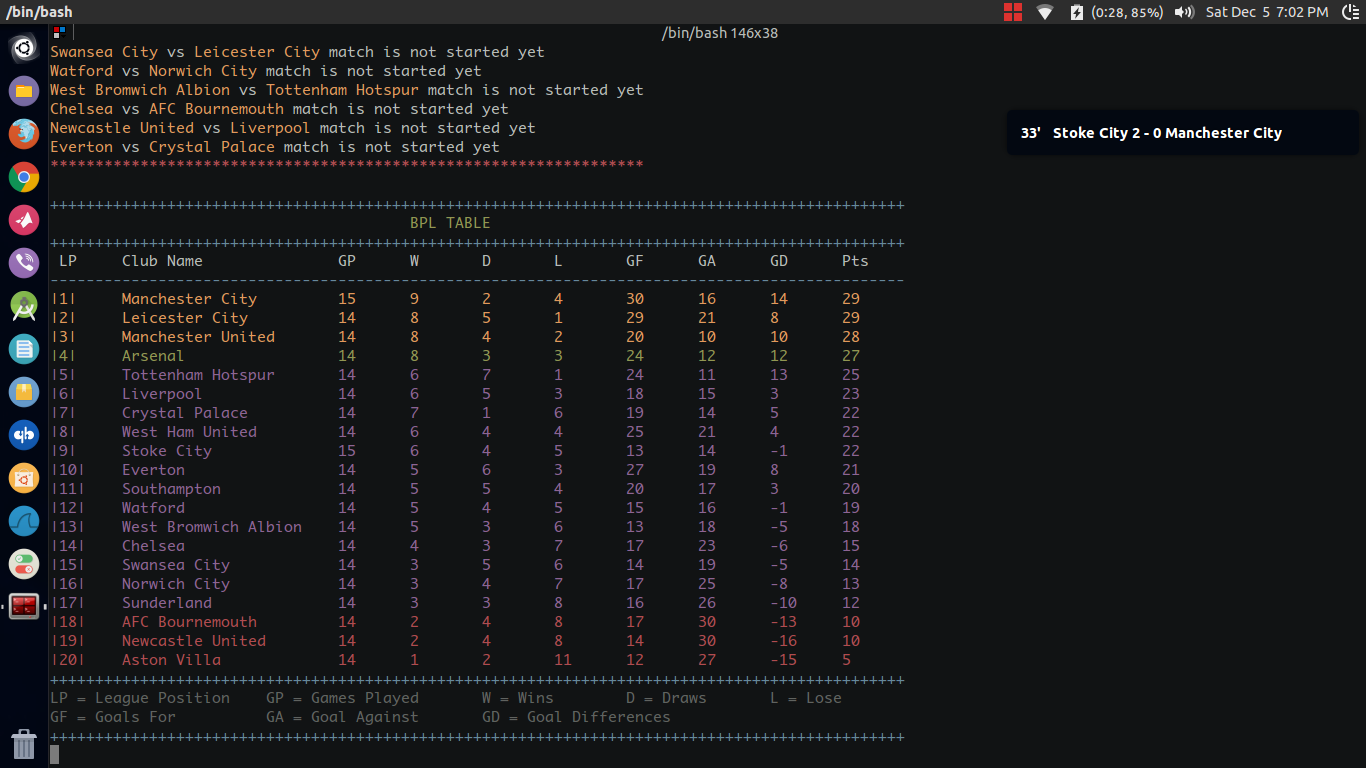 /bin/bash
(0:28, 85%) Sat Dec 5 7:02 PM
/bin/bash 146x38
Swansea City vs Leicester City match is not started yet
Watford vs Norwich City match is not started yet
West Bromwich Albion vs Tottenham Hotspur match is not started yet
Chelsea vs AFC Bournemouth match is not started yet
Newcastle United vs Liverpool match is not started yet
Everton vs Crystal Palace match is not started yet
33' Stoke City 2 - 0 Manchester City
******************************************************************
+++++++++++++++++++++++++++++++++++++++++++++++++++++++++++++++++++++++++++++++++++++++++++++++
BPL TABLE
+++++++++++++++++++++++++++++++++++++++++++++++++++++++++++++++++++++++++++++++++++++++++++++++
LP Club Name GP W D L GF GA GD Pts
-----------------------------------------------------------------------------------------------
|1| Manchester City 15 9 2 4 30 16 14 29
|2| Leicester City 14 8 5 1 29 21 8 29
|3| Manchester United 14 8 4 2 20 10 10 28
|4| Arsenal 14 8 3 3 24 12 12 27
|5| Tottenham Hotspur 14 6 7 1 24 11 13 25
|6| Liverpool 14 6 5 3 18 15 3 23
|7| Crystal Palace 14 7 1 6 19 14 5 22
|8| West Ham United 14 6 4 4 25 21 4 22
|9| Stoke City 15 6 4 5 13 14 -1 22
|10| Everton 14 5 6 3 27 19 8 21
|11| Southampton 14 5 5 4 20 17 3 20
|12| Watford 14 5 4 5 15 16 -1 19
|13| West Bromwich Albion 14 5 3 6 13 18 -5 18
|14| Chelsea 14 4 3 7 17 23 -6 15
|15| Swansea City 14 3 5 6 14 19 -5 14
|16| Norwich City 14 3 4 7 17 25 -8 13
|17| Sunderland 14 3 3 8 16 26 -10 12
|18| AFC Bournemouth 14 2 4 8 17 30 -13 10
|19| Newcastle United 14 2 4 8 14 30 -16 10
|20| Aston Villa 14 1 2 11 12 27 -15 5
+++++++++++++++++++++++++++++++++++++++++++++++++++++++++++++++++++++++++++++++++++++++++++++++
LP = League Position GP = Games Played W = Wins D = Draws L = Lose
GF = Goals For GA = Goal Against GD = Goal Differences
+++++++++++++++++++++++++++++++++++++++++++++++++++++++++++++++++++++++++++++++++++++++++++++++